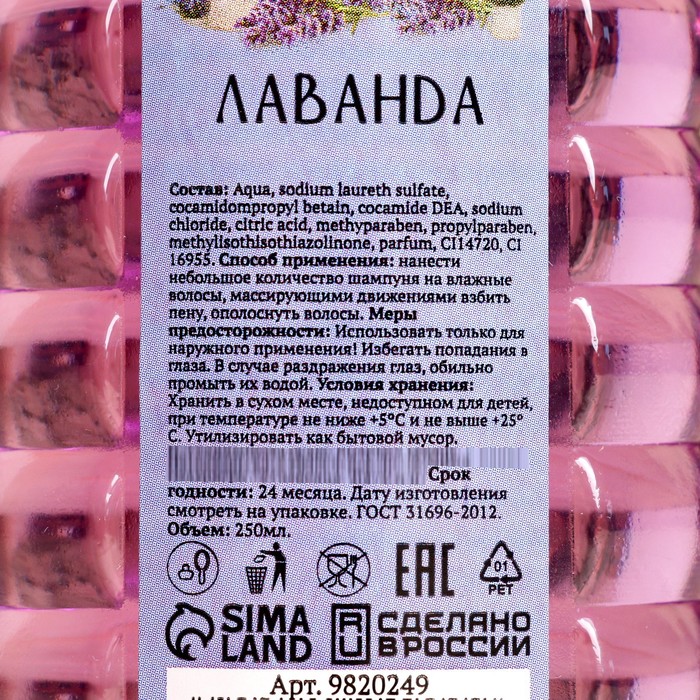 ЛАВАНДА
Состав: Aqua, sodium laureth sulfate,
cocamidompropyl betain, cocamide DEA, sodium
chloride, citric acid, methyparaben, propylparaben,
methylisothisothiazolinone, parfum, CI14720, CI
16955. Способ применения: нанести
небольшое количество шампуня на влажные
волосы, массирующими движениями взбить
пену, ополоснуть волосы. Меры
предосторожности: Использовать только для
наружного применения! Избегать попадания в
глаза. В случае раздражения глаз, обильно
промыть их водой. Условия хранения:
Хранить в сухом месте, недоступном для детей,
при температуре не ниже +5°С и не выше +25°
С. Утилизировать как бытовой мусор.
Срок
годности: 24 месяца. Дату изготовления
смотреть на упаковке. ГОСТ 31696-2012.
Объем: 250мл.
EAC
01
PET
SIMA LAND
СДЕЛАНО В РОССИИ
Арт. 9820249